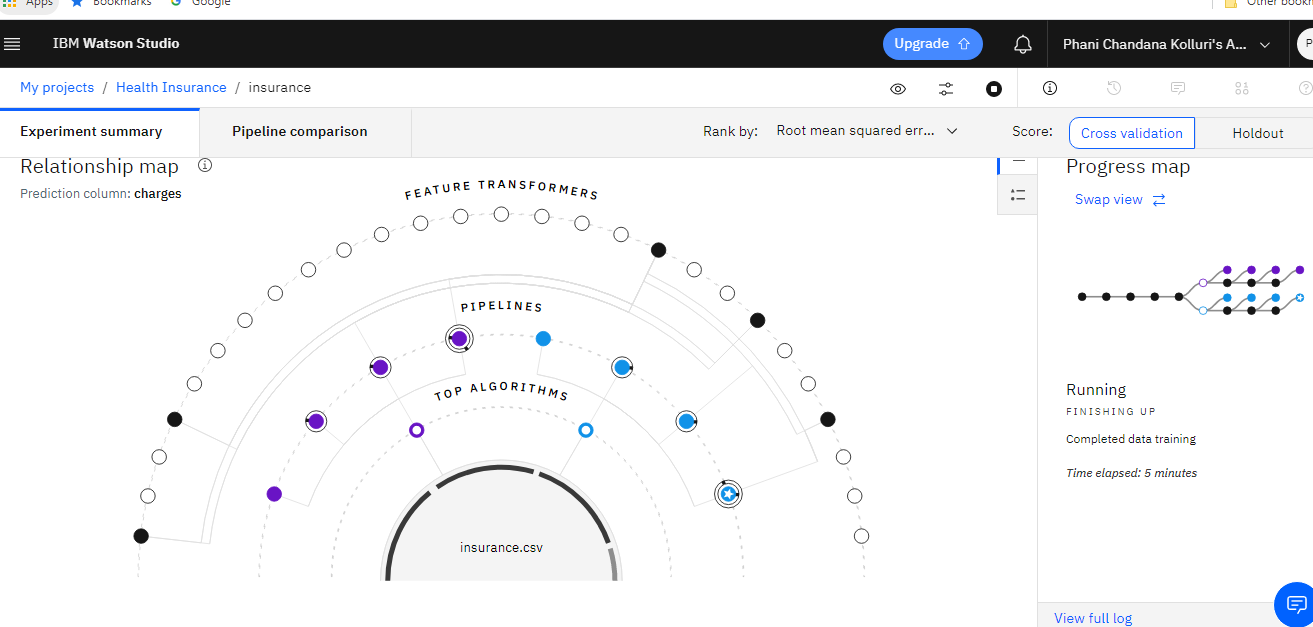 Apps Bookmarks Google Other bookm
IBM Watson Studio Upgrade Phani Chandana Kolluri's A... P
My projects / Health Insurance / insurance
Experiment summary Pipeline comparison Rank by: Root mean squared err... Score: Cross validation Holdout
Relationship map
Prediction column: charges
FEATURE TRANSFORMERS
PIPELINES
TOP ALGORITHMS
insurance.csv
Progress map
Swap view
Running
FINISHING UP
Completed data training
Time elapsed: 5 minutes
View full log